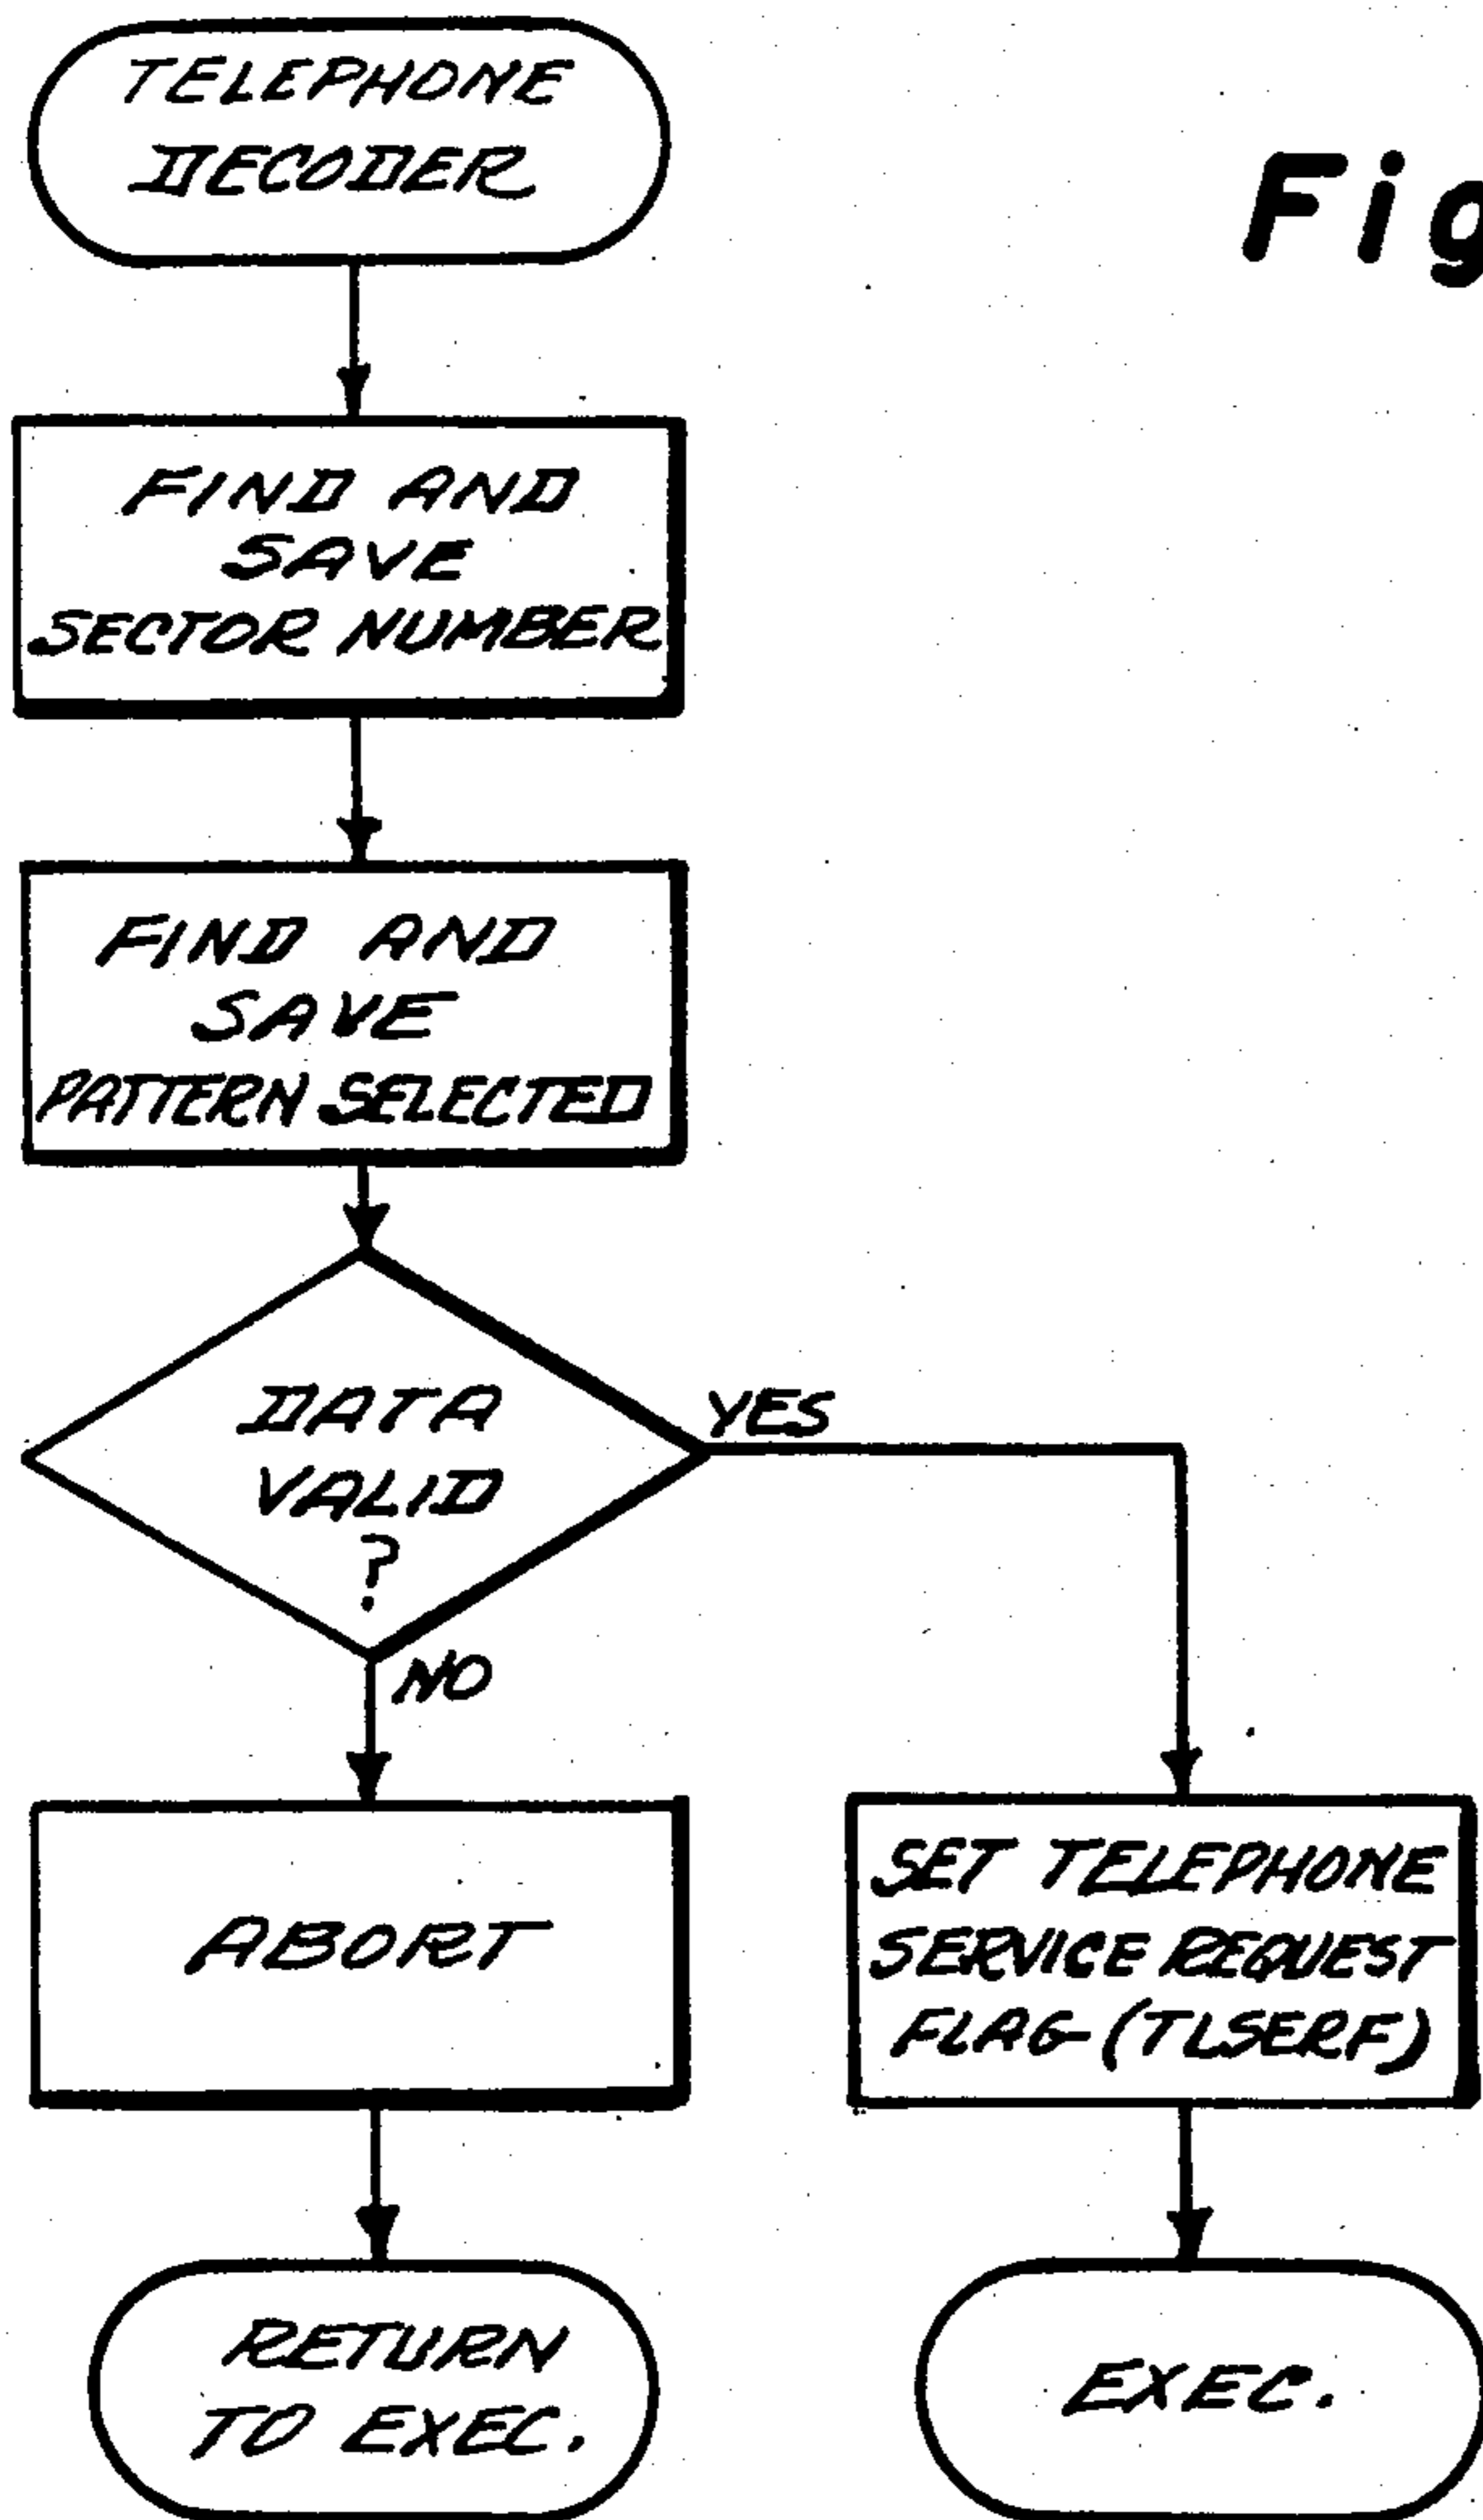 TELEPHONE
DECODER
Fig
FIND AND
SAVE
SECTOR NUMBER
FIND AND
SAVE
PATTERN SELECTED
DATA
VALID
?
YES
NO
ABORT
SET TELEPHONE
SERVICE REQUEST
FLAG (TLSERF)
RETURN
TO EXEC.
EXEC.